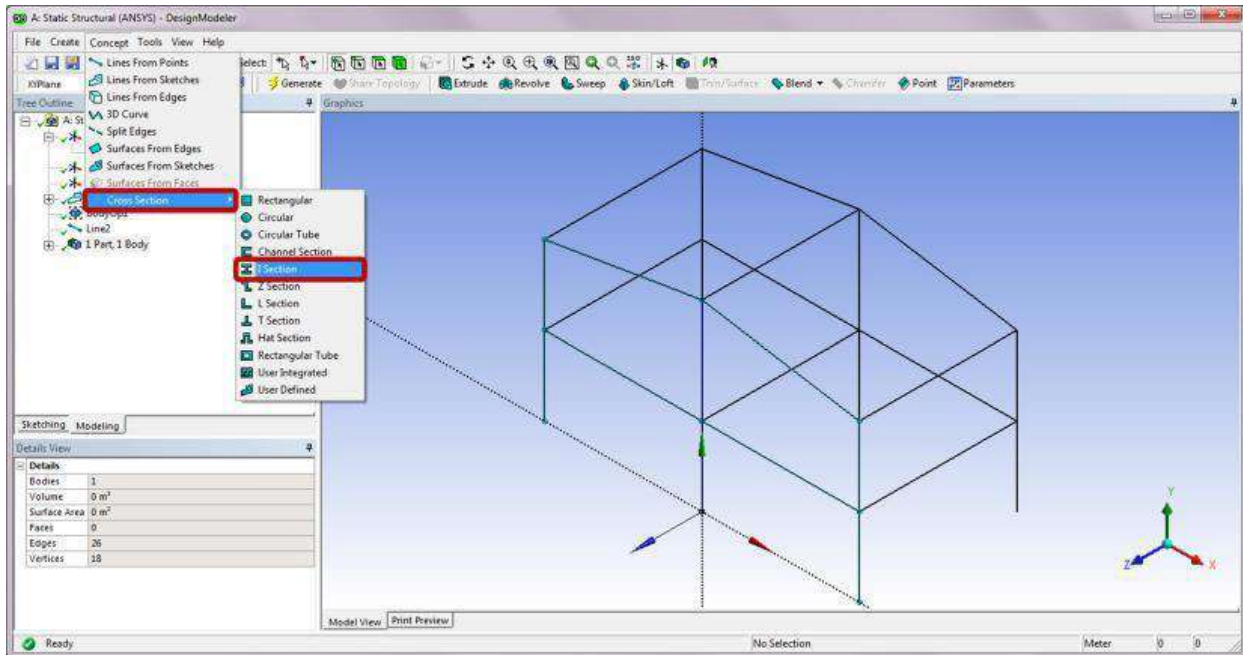 A: Static Structural (ANSYS) - DesignModeler
File Create Concept Tools View Help
Select:
XYPlane
Generate Share Topology Extrude Revolve Sweep Skin/Loft Thin/Surface Blend Chamfer Point Parameters
Tree Outline
Graphics
Lines From Points
Lines From Sketches
Lines From Edges
3D Curve
Split Edges
Surfaces From Edges
Surfaces From Sketches
Surfaces From Faces
Cross Section
A: St
BodyOp1
Line2
1 Part, 1 Body
Rectangular
Circular
Circular Tube
Channel Section
I Section
Z Section
L Section
T Section
Hat Section
Rectangular Tube
User Integrated
User Defined
Sketching Modeling
Details View
Details
Bodies 1
Volume 0 m³
Surface Area 0 m²
Faces 0
Edges 26
Vertices 18
Y
Z
X
Model View Print Preview
Ready
No Selection
Meter 0 0